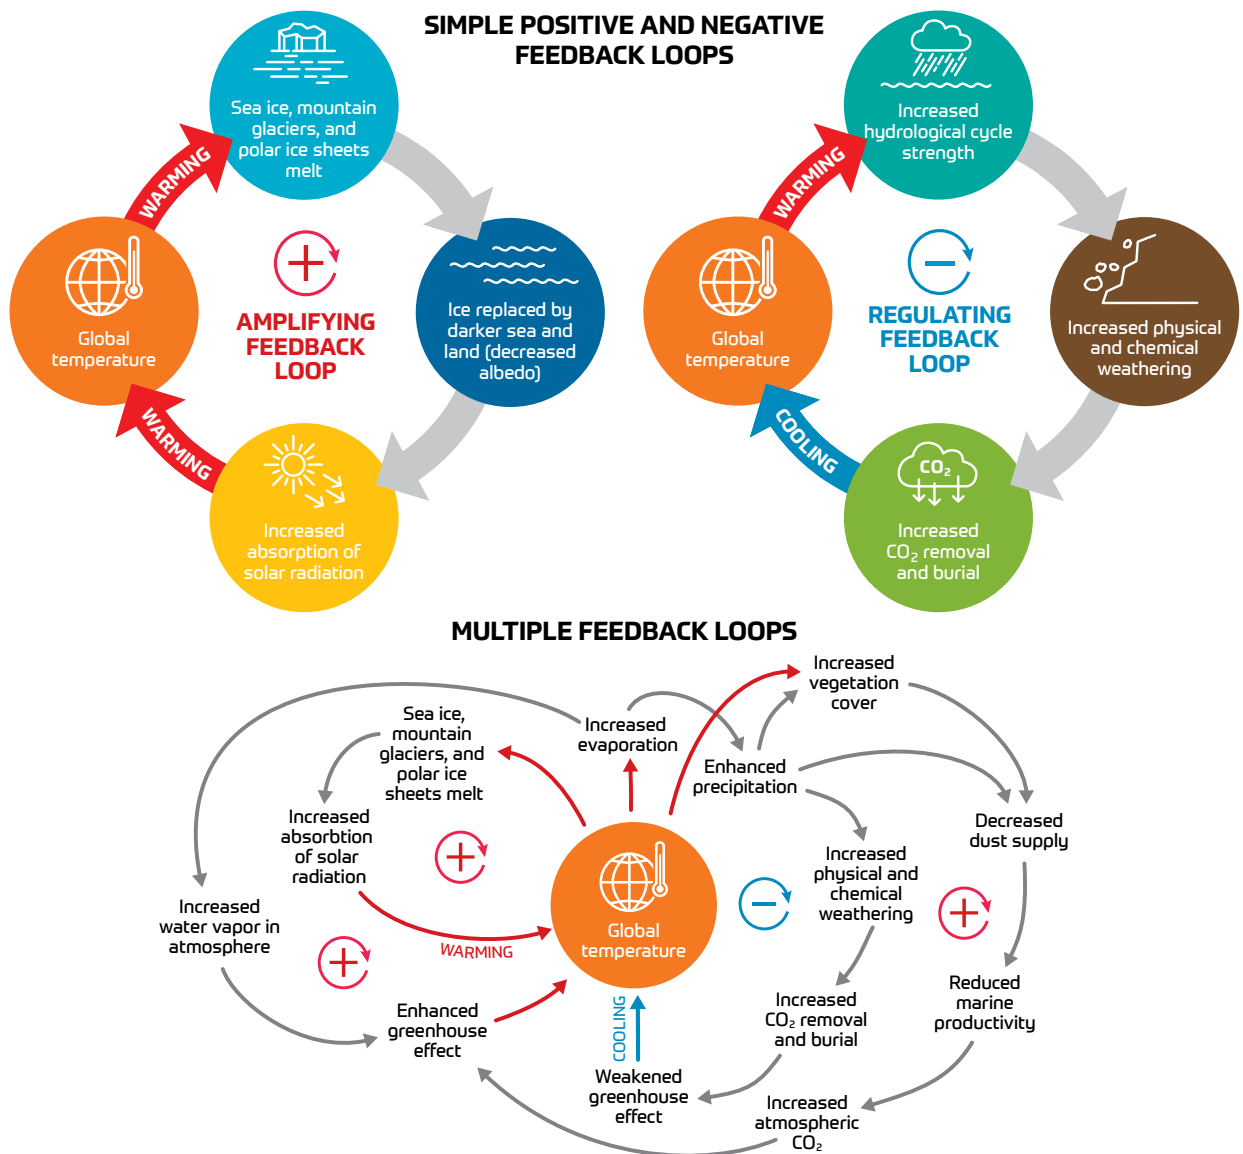 SIMPLE POSITIVE AND NEGATIVE
FEEDBACK LOOPS
Sea ice, mountain
glaciers, and
polar ice sheets
melt
WARMING
Global
temperature
AMPLIFYING
FEEDBACK
LOOP
Ice replaced by
darker sea and
land (decreased
albedo)
WARMING
Increased
absorption of
solar radiation
Increased
hydrological cycle
strength
WARMING
Global
temperature
REGULATING
FEEDBACK
LOOP
Increased physical
and chemical
weathering
COOLING
CO₂
Increased
CO₂ removal
and burial
MULTIPLE FEEDBACK LOOPS
Sea ice,
mountain
glaciers, and
polar ice
sheets melt
Increased
evaporation
Increased
vegetation
cover
Enhanced
precipitation
Increased
absorbtion
of solar
radiation
Decreased
dust supply
Increased
physical and
chemical
weathering
Increased
water vapor in
atmosphere
WARMING
Global
temperature
Enhanced
greenhouse
effect
COOLING
Increased
CO₂ removal
and burial
Reduced
marine
productivity
Weakened
greenhouse
effect
Increased
atmospheric
CO₂